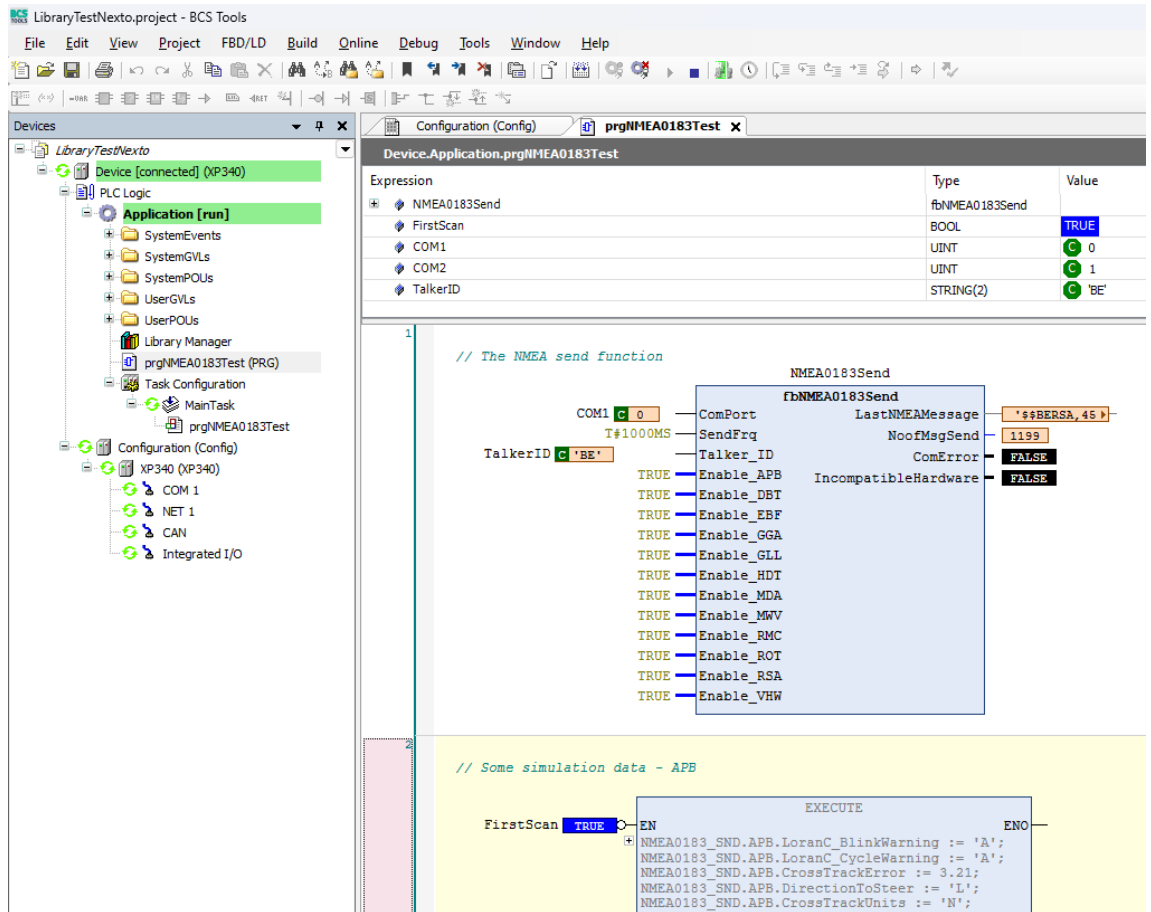 BCS TOOLS LibraryTestNexto.project - BCS Tools
File Edit View Project FBD/LD Build Online Debug Tools Window Help
Devices
LibraryTestNexto
Device [connected] (XP340)
PLC Logic
Application [run]
SystemEvents
SystemGVLs
SystemPOUs
UserGVLs
UserPOUs
Library Manager
prgNMEA0183Test (PRG)
Task Configuration
MainTask
prgNMEA0183Test
Configuration (Config)
XP340 (XP340)
COM 1
NET 1
CAN
Integrated I/O
Configuration (Config) prgNMEA0183Test
Device.Application.prgNMEA0183Test
Expression Type Value
NMEA0183Send fbNMEA0183Send
FirstScan BOOL TRUE
COM1 UINT C 0
COM2 UINT C 1
TalkerID STRING(2) C 'BE'
1
// The NMEA send function
NMEA0183Send
fbNMEA0183Send
COM1 C 0 ComPort LastNMEAMessage '$$BERSA,45
T#1000MS SendFrq NoofMsgSend 1199
TalkerID C 'BE' Talker_ID ComError FALSE
TRUE Enable_APB IncompatibleHardware FALSE
TRUE Enable_DBT
TRUE Enable_EBF
TRUE Enable_GGA
TRUE Enable_GLL
TRUE Enable_HDT
TRUE Enable_MDA
TRUE Enable_MWV
TRUE Enable_RMC
TRUE Enable_ROT
TRUE Enable_RSA
TRUE Enable_VHW
2
// Some simulation data - APB
EXECUTE
FirstScan TRUE EN ENO
NMEA0183_SND.APB.LoranC_BlinkWarning := 'A';
NMEA0183_SND.APB.LoranC_CycleWarning := 'A';
NMEA0183_SND.APB.CrossTrackError := 3.21;
NMEA0183_SND.APB.DirectionToSteer := 'L';
NMEA0183_SND.APB.CrossTrackUnits := 'N';